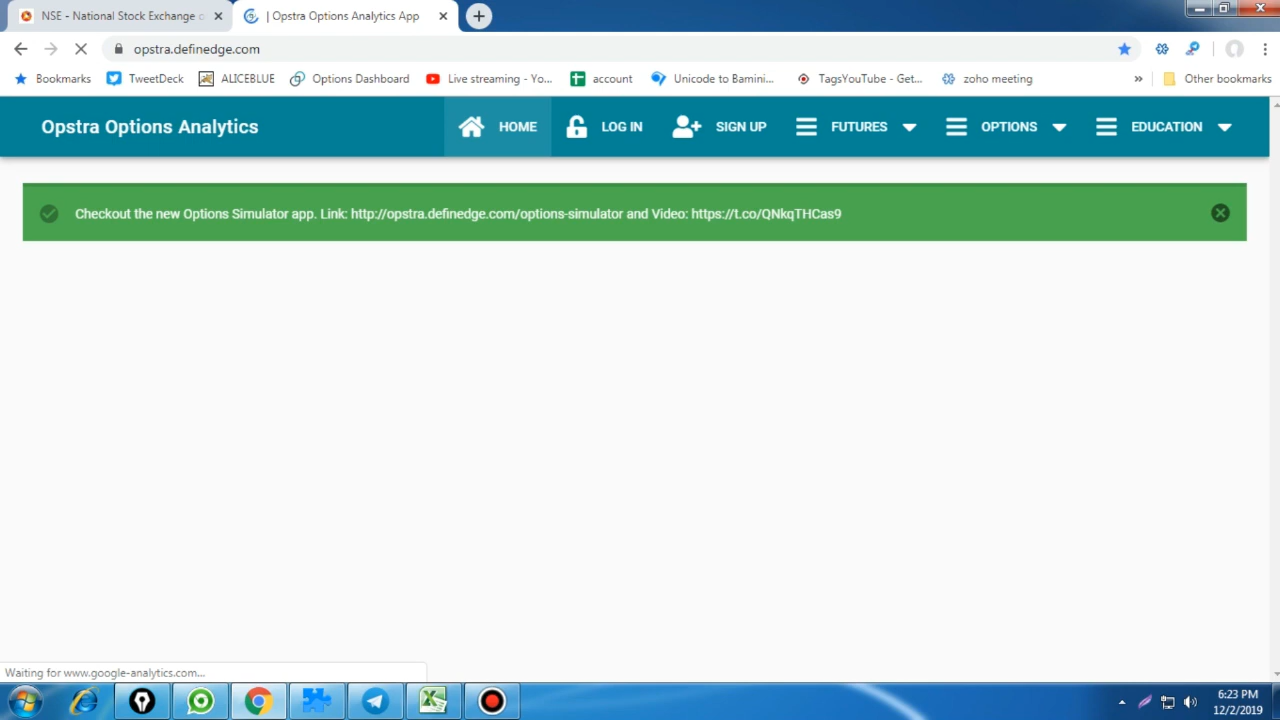 NSE - National Stock Exchange o
| Opstra Options Analytics App
opstra.definedge.com
Bookmarks TweetDeck ALICEBLUE Options Dashboard Live streaming - Yo... account Unicode to Bamini... TagsYouTube - Get... zoho meeting » Other bookmarks
Opstra Options Analytics HOME LOG IN SIGN UP FUTURES OPTIONS EDUCATION
Checkout the new Options Simulator app. Link: http://opstra.definedge.com/options-simulator and Video: https://t.co/QNkqTHCas9
Waiting for www.google-analytics.com...
6:23 PM
12/2/2019